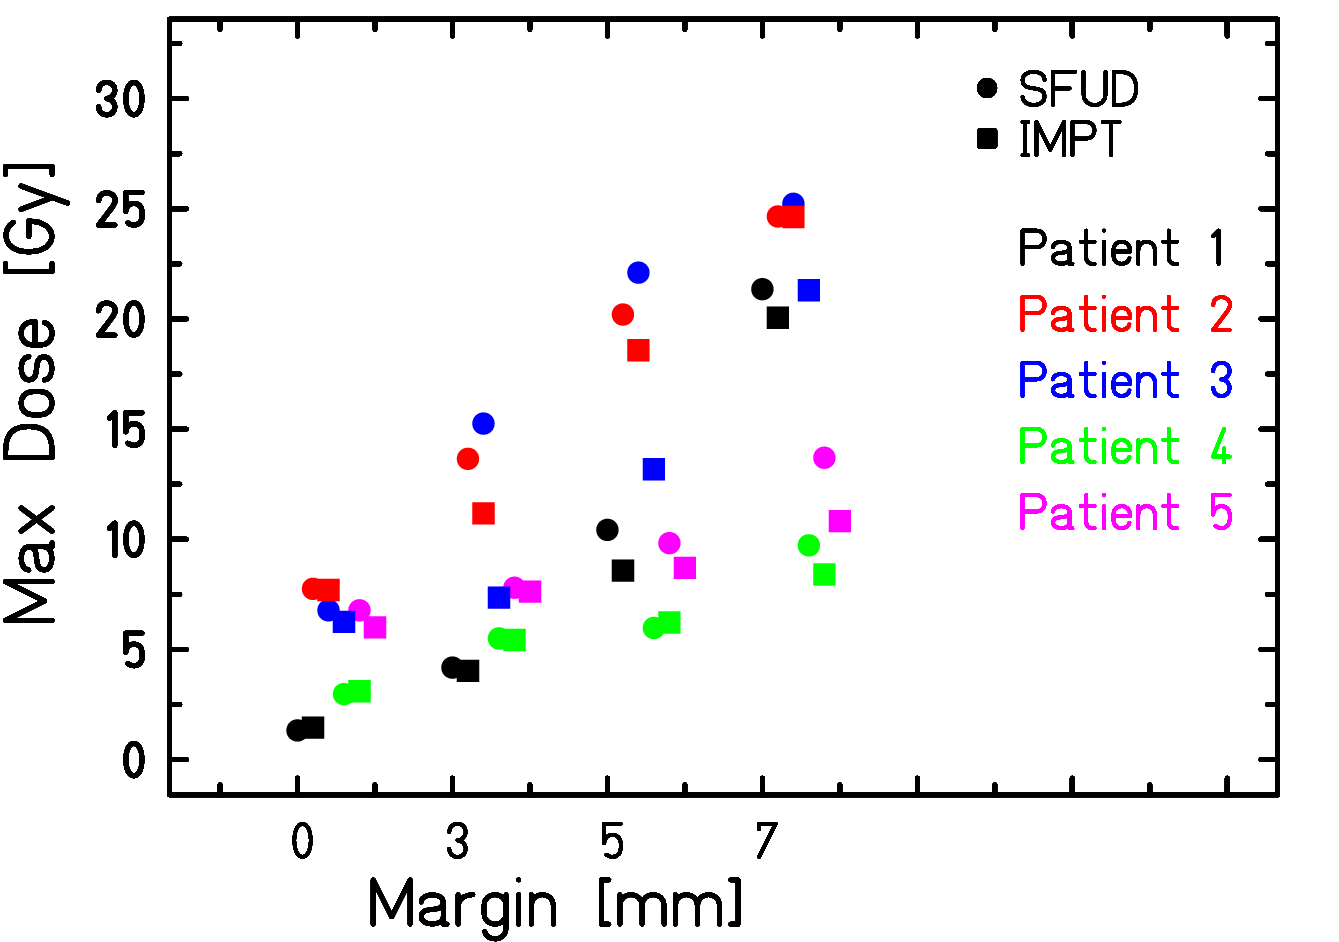 SFUD
IMPT
Patient 1
Patient 2
Patient 3
Patient 4
Patient 5
Max Dose [Gy]
30
25
20
15
10
5
0
0 3 5 7
Margin [mm]